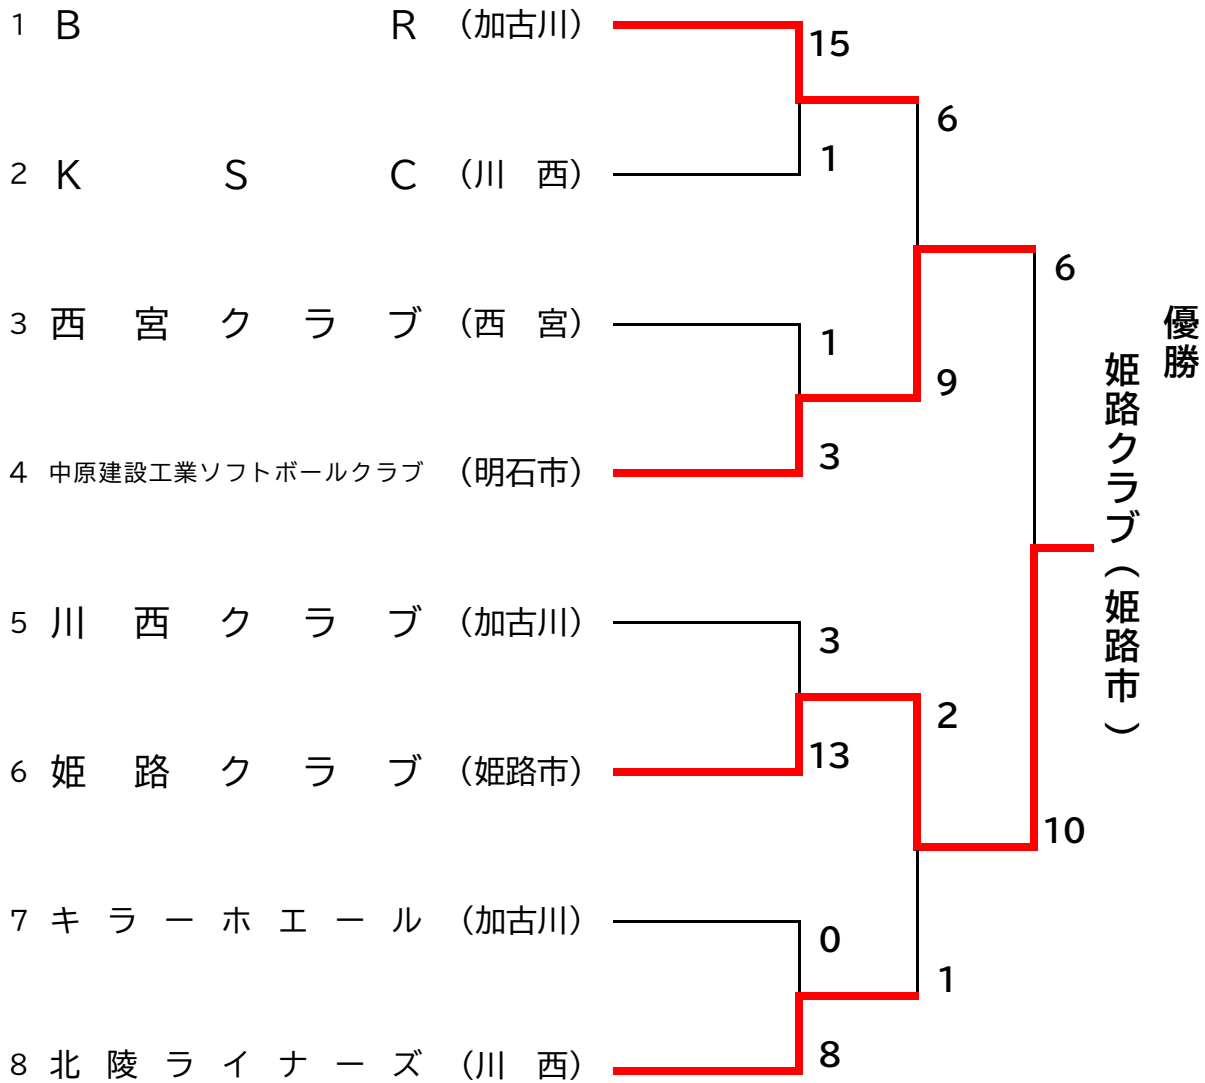 1 B R （加古川）
15
6
2 K S C （川　西）
1
6
3 西宮クラブ （西　宮）
1
9
4 中原建設工業ソフトボールクラブ （明石市）
3
優勝
姫路クラブ（姫路市）
5 川西クラブ （加古川）
3
2
6 姫路クラブ （姫路市）
13
10
7 キラーホエール （加古川）
0
1
8 北陵ライナーズ （川　西）
8